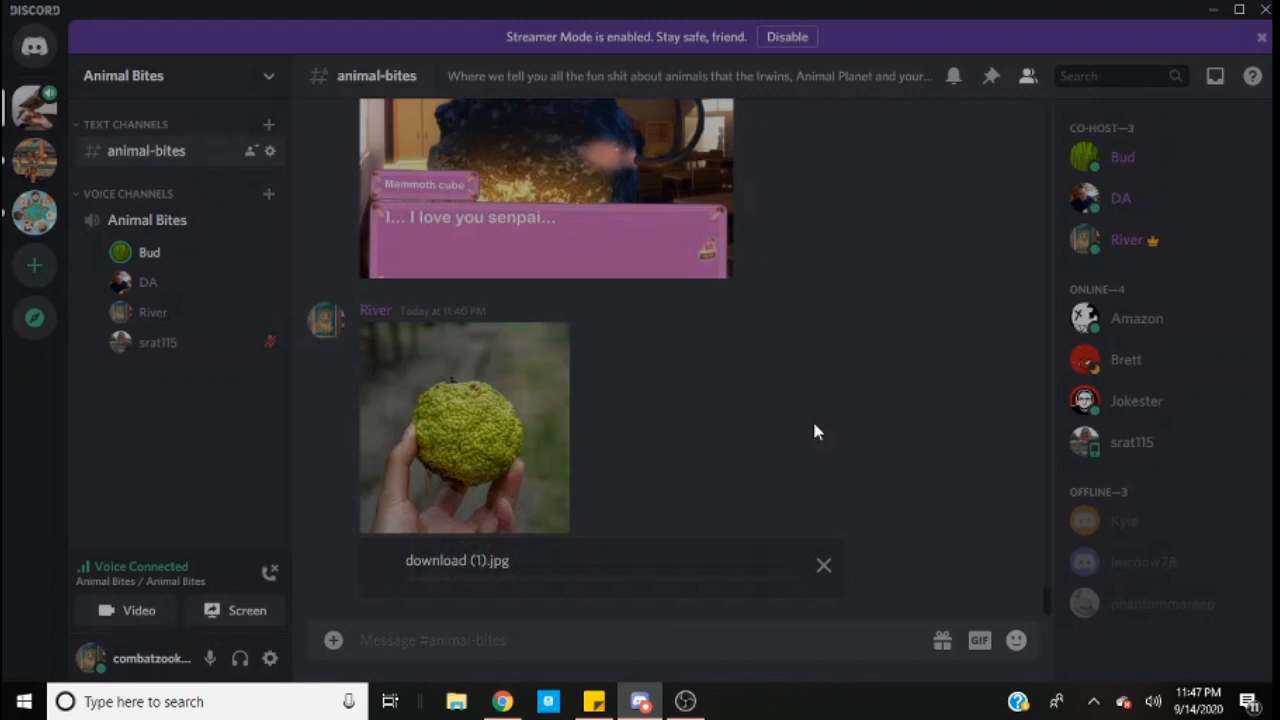 DISCORD
Streamer Mode is enabled. Stay safe, friend.
Disable
Animal Bites
animal-bites
Where we tell you all the fun shit about animals that the Irwins, Animal Planet and your...
Search
TEXT CHANNELS
animal-bites
VOICE CHANNELS
Animal Bites
Bud
DA
River
srat115
Mammoth cube
I... I love you senpai...
River Today at 11:40 PM
download (1).jpg
CO-HOST—3
Bud
DA
River
ONLINE—4
Amazon
Brett
Jokester
srat115
OFFLINE—3
Kyle
phantommareep
Voice Connected
Animal Bites / Animal Bites
Video
Screen
combatzook...
Message #animal-bites
GIF
Type here to search
11:47 PM
9/14/2020
11